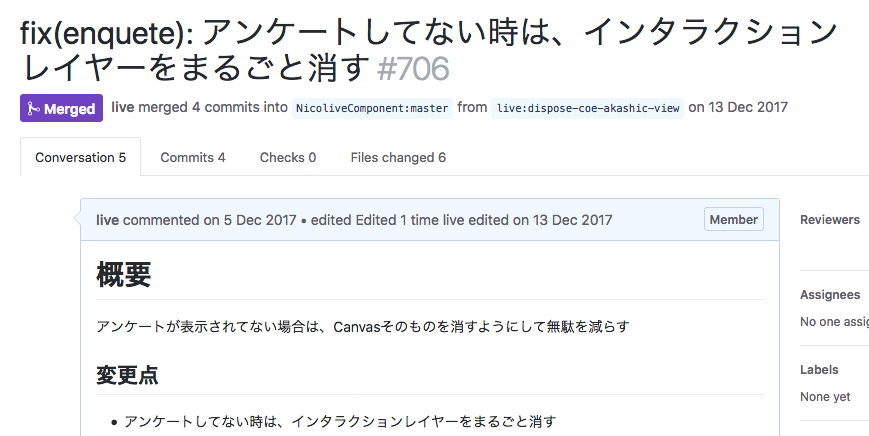 fix(enquete): アンケートしてない時は、インタラクション
レイヤーをまるごと消す #706
Merged live merged 4 commits into NicoliveComponent:master from live:dispose-coe-akashic-view on 13 Dec 2017
Conversation 5 Commits 4 Checks 0 Files changed 6
live commented on 5 Dec 2017 • edited Edited 1 time live edited on 13 Dec 2017 Member
Reviewers
概要
Assignees
アンケートが表示されてない場合は、Canvasそのものを消すようにして無駄を減らす
No one assig
変更点
Labels
None yet
• アンケートしてない時は、インタラクションレイヤーをまるごと消す